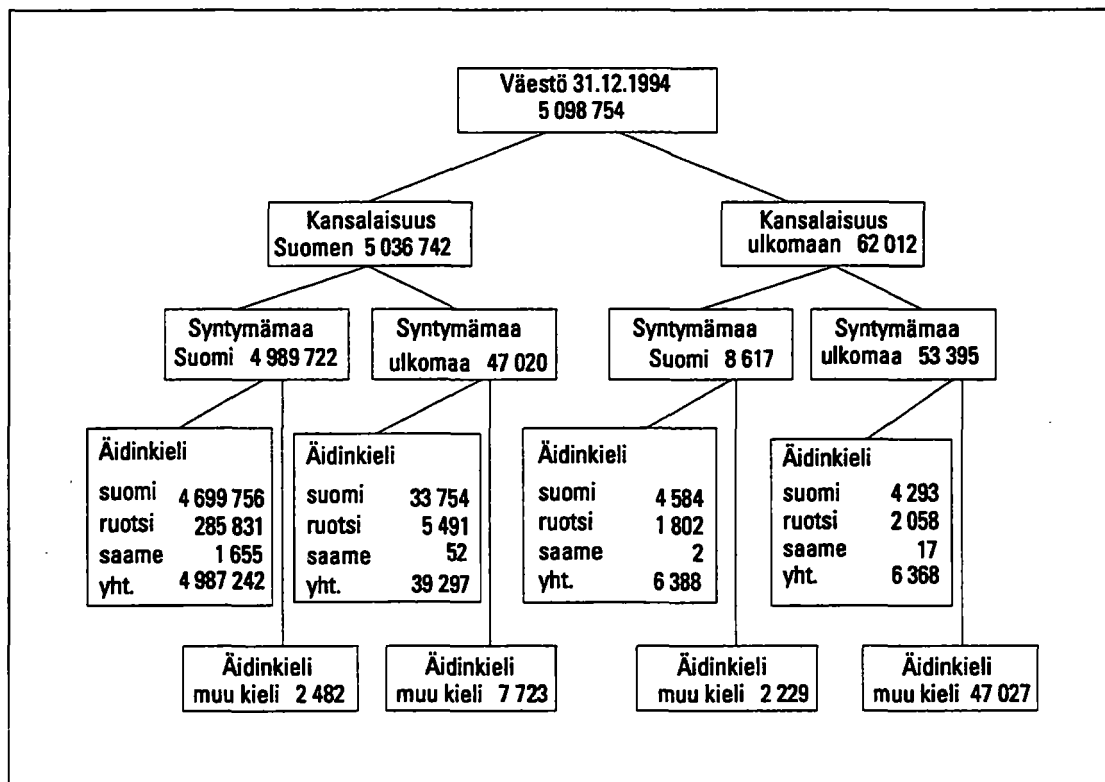 Väestö 31.12.1994
5 098 754
Kansalaisuus
Suomen 5 036 742
Kansalaisuus
ulkomaan 62 012
Syntymämaa
Suomi 4 989 722
Syntymämaa
ulkomaa 47 020
Syntymämaa
Suomi 8 617
Syntymämaa
ulkomaa 53 395
Äidinkieli
suomi 4 699 756
ruotsi 285 831
saame 1 655
yht. 4 987 242
Äidinkieli
suomi 33 754
ruotsi 5 491
saame 52
yht. 39 297
Äidinkieli
suomi 4 584
ruotsi 1 802
saame 2
yht. 6 388
Äidinkieli
suomi 4 293
ruotsi 2 058
saame 17
yht. 6 368
Äidinkieli
muu kieli 2 482
Äidinkieli
muu kieli 7 723
Äidinkieli
muu kieli 2 229
Äidinkieli
muu kieli 47 027